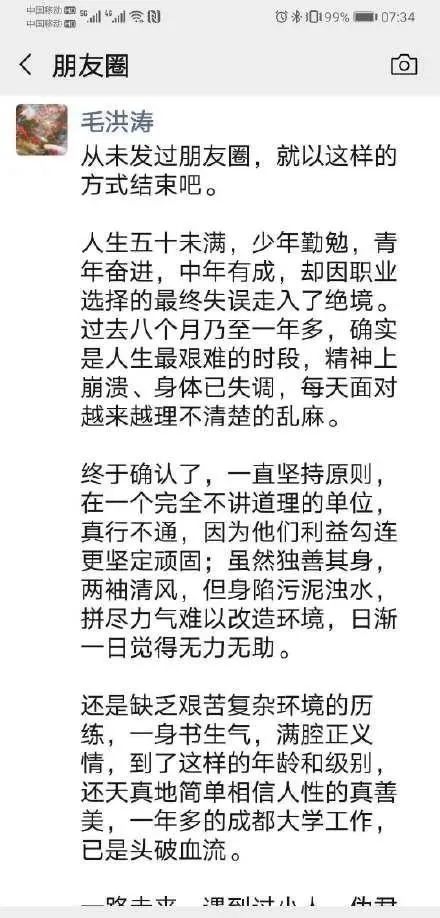 中国移动 HD 5G 4G 99% 07:34
中国移动 HD
朋友圈
毛洪涛
从未发过朋友圈，就以这样的
方式结束吧。
人生五十未满，少年勤勉，青
年奋进，中年有成，却因职业
选择的最终失误走入了绝境。
过去八个月乃至一年多，确实
是人生最艰难的时段，精神上
崩溃、身体已失调，每天面对
越来越理不清楚的乱麻。
终于确认了，一直坚持原则，
在一个完全不讲道理的单位，
真行不通，因为他们利益勾连
更坚定顽固；虽然独善其身，
两袖清风，但身陷污泥浊水，
拼尽力气难以改造环境，日渐
一日觉得无力无助。
还是缺乏艰苦复杂环境的历
练，一身书生气，满腔正义
情，到了这样的年龄和级别，
还天真地简单相信人性的真善
美，一年多的成都大学工作，
已是头破血流。
一路走来，遇到过小人、伪君